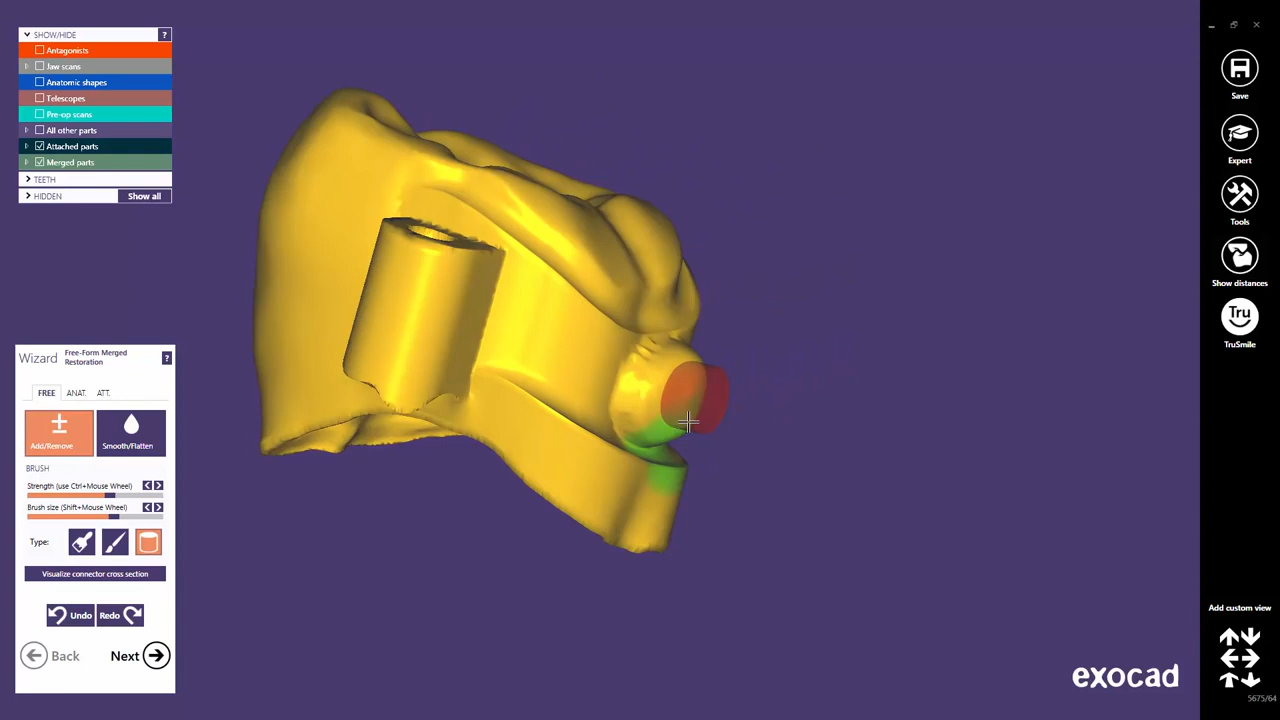 SHOW/HIDE ?
Antagonists
Jaw scans
Anatomic shapes
Telescopes
Pre-op scans
All other parts
Attached parts
Merged parts
TEETH
HIDDEN Show all
Wizard Free-Form Merged Restoration ?
FREE ANAT. ATT.
Add/Remove Smooth/Flatten
BRUSH
Strength (use Ctrl+Mouse Wheel)
Brush size (Shift+Mouse Wheel)
Type:
Visualize connector cross section
Undo Redo
Back Next
Save
Expert
Tools
Show distances
Tru
TruSmile
Add custom view
exocad
5675/64